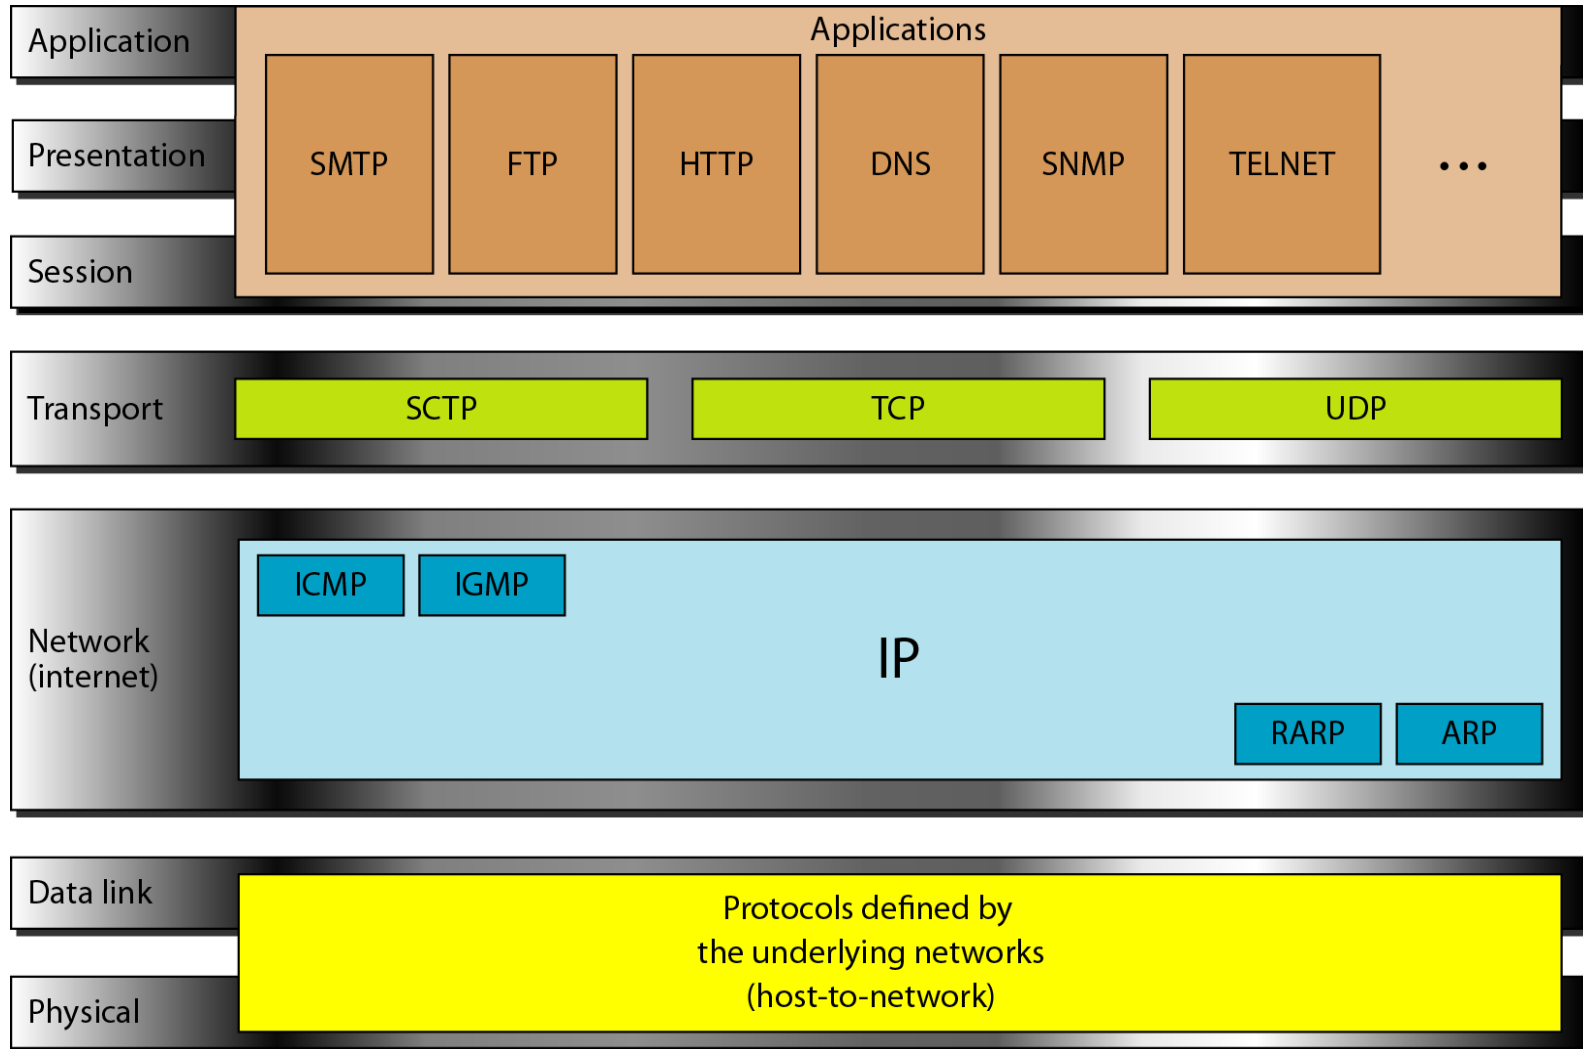 Application
Applications
Presentation
SMTP
FTP
HTTP
DNS
SNMP
TELNET
...
Session
Transport
SCTP
TCP
UDP
Network
(internet)
ICMP
IGMP
IP
RARP
ARP
Data link
Physical
Protocols defined by
the underlying networks
(host-to-network)